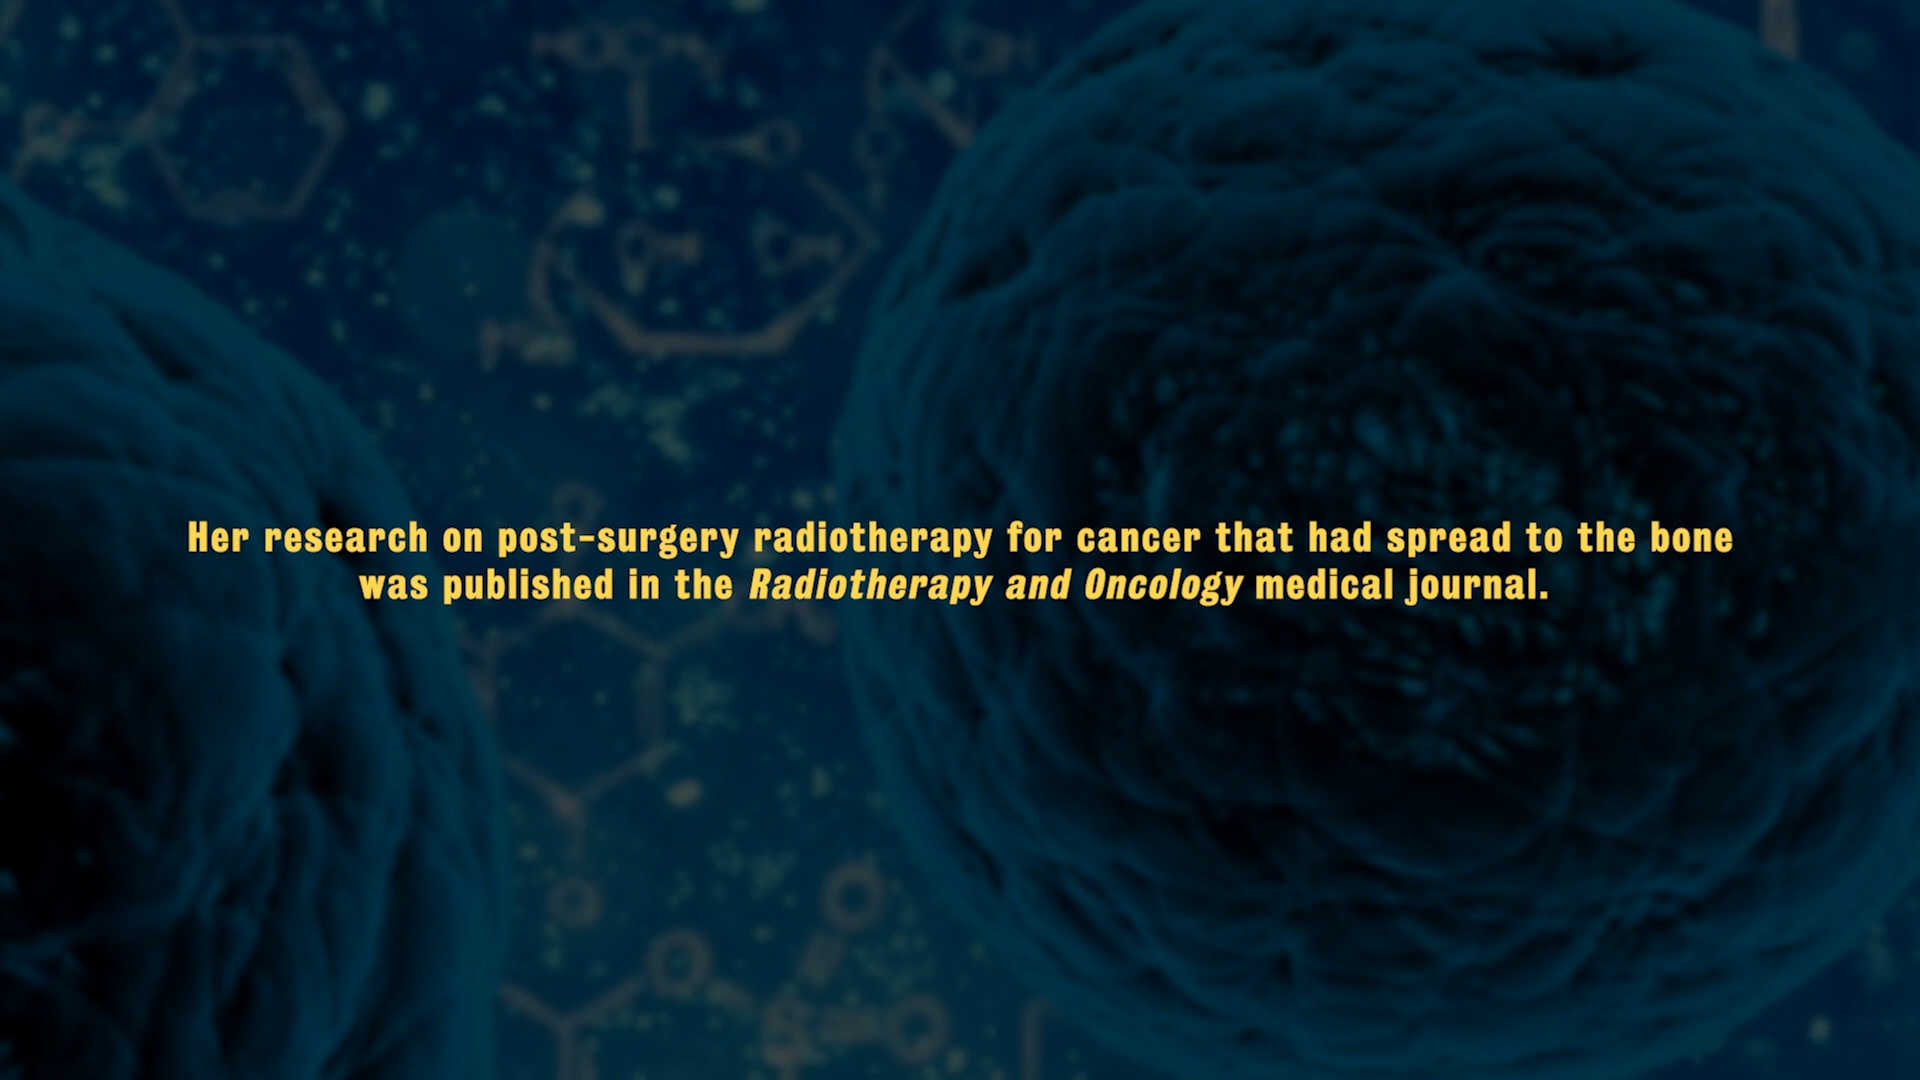 Her research on post-surgery radiotherapy for cancer that had spread to the bone
was published in the Radiotherapy and Oncology medical journal.